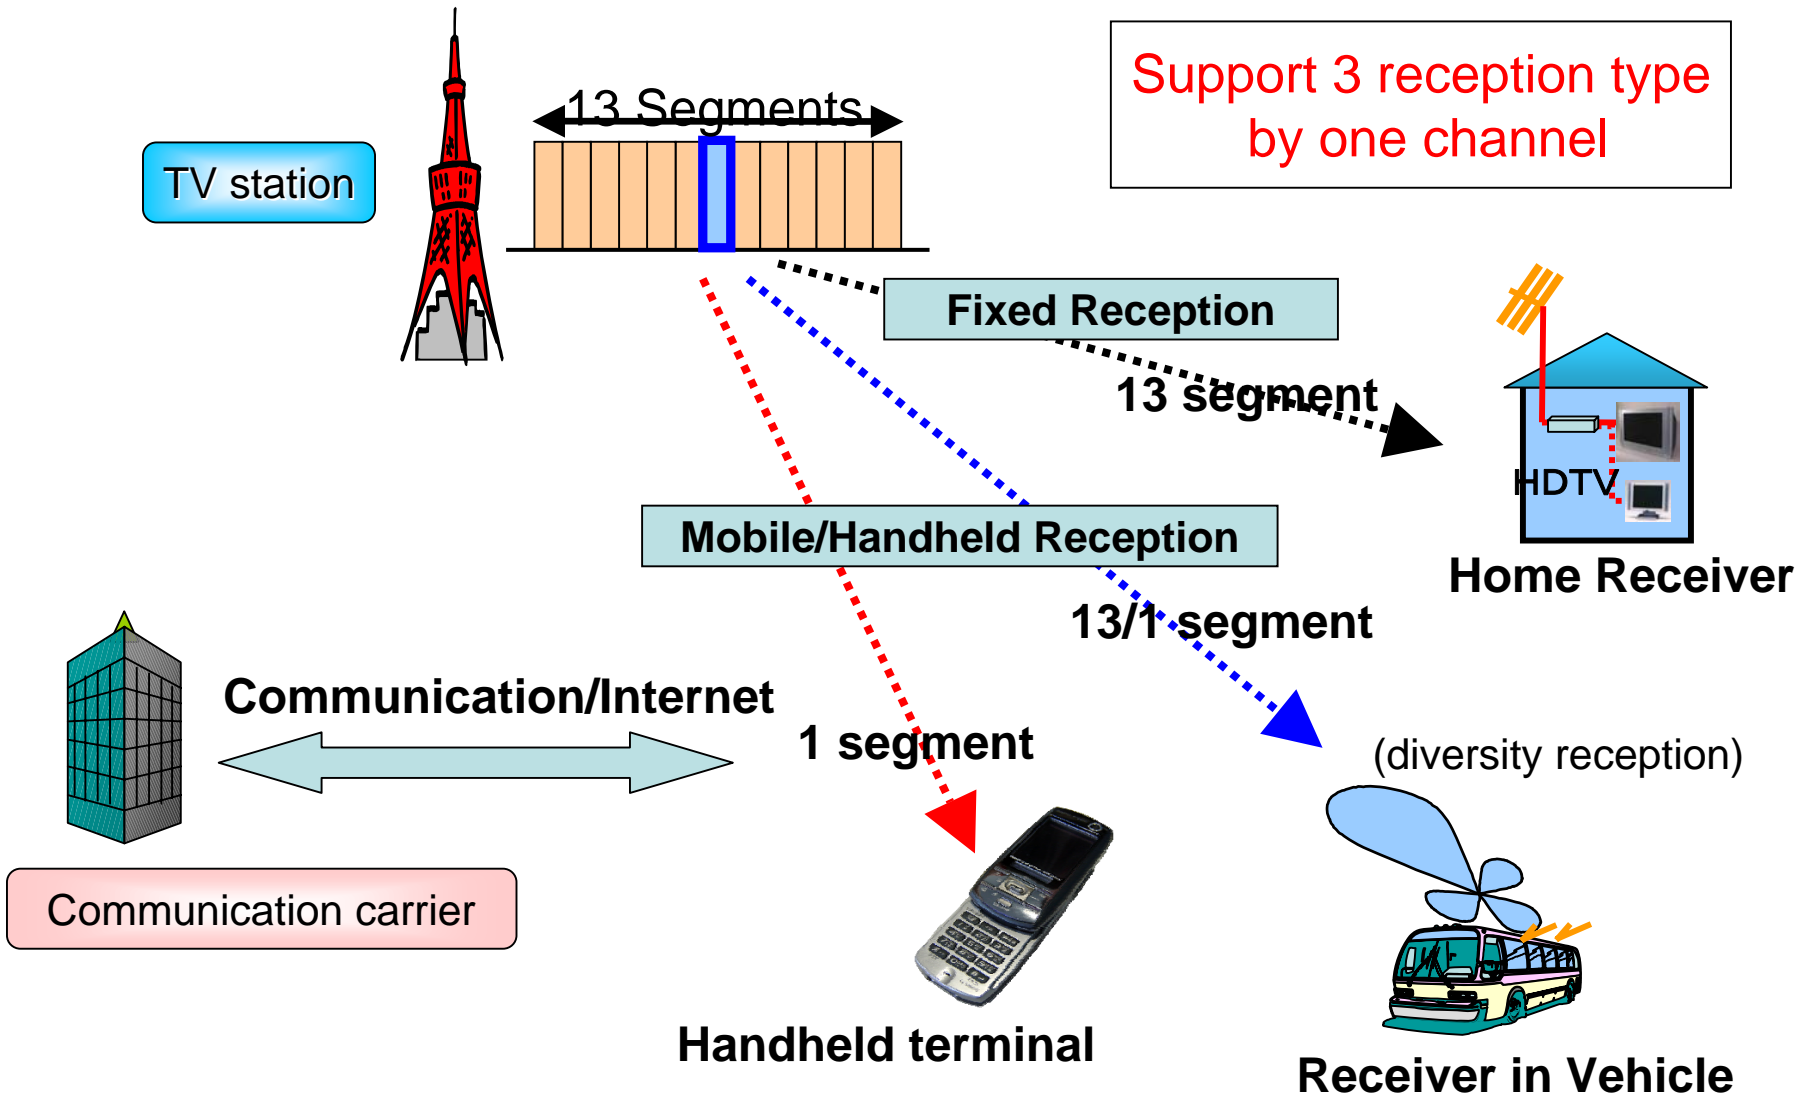 Support 3 reception type
by one channel
13 Segments
TV station
Fixed Reception
13 segment
HDTV
Home Receiver
Mobile/Handheld Reception
13/1 segment
Communication/Internet
1 segment
(diversity reception)
Communication carrier
Handheld terminal
Receiver in Vehicle